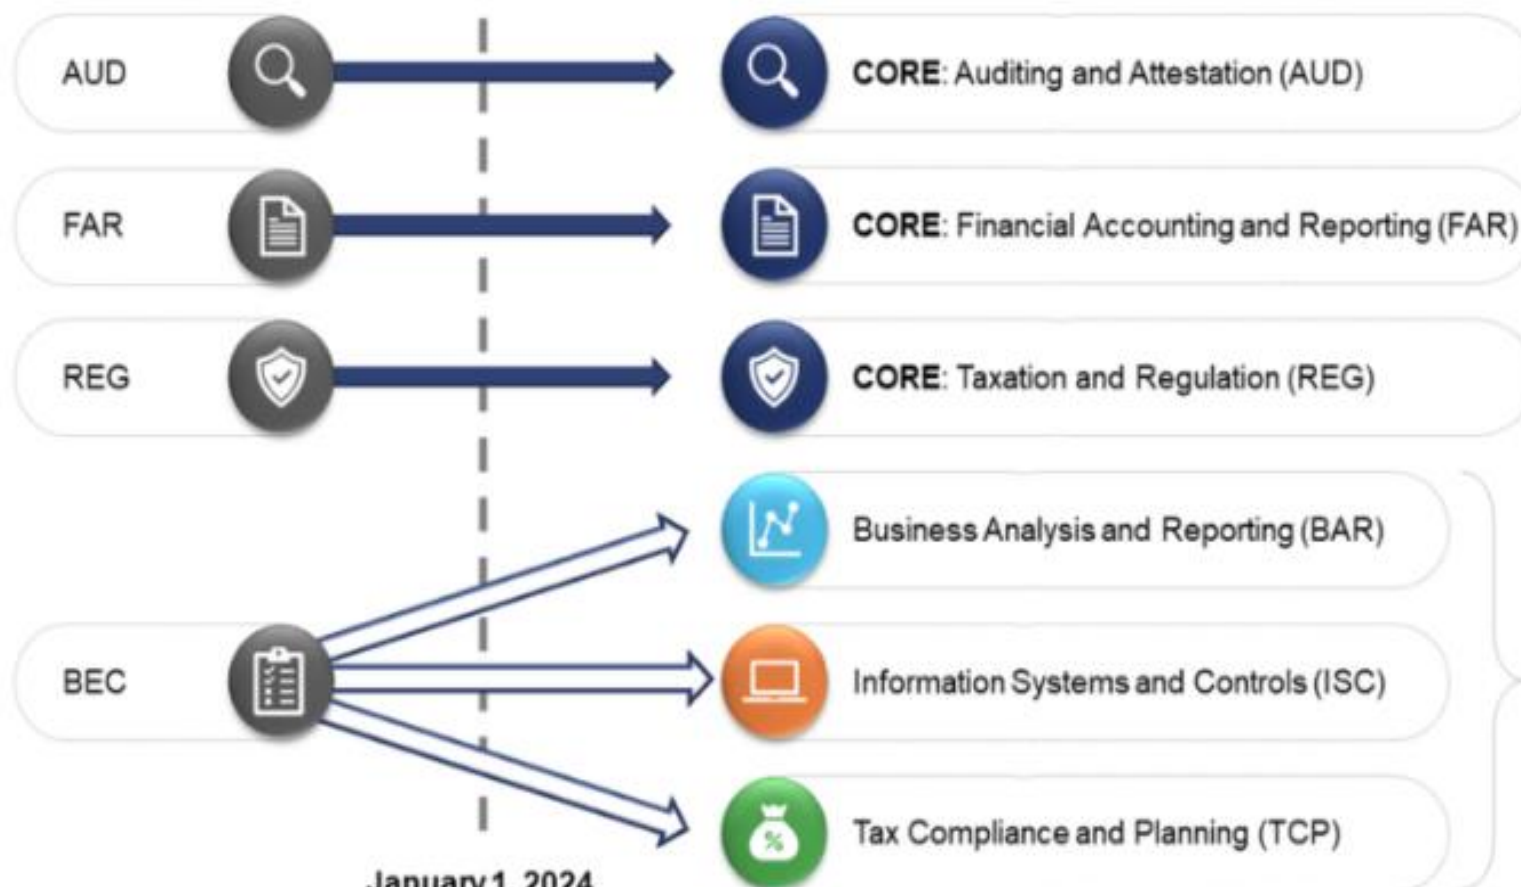 AUD
CORE: Auditing and Attestation (AUD)
FAR
CORE: Financial Accounting and Reporting (FAR)
REG
CORE: Taxation and Regulation (REG)
Business Analysis and Reporting (BAR)
BEC
Information Systems and Controls (ISC)
%
Tax Compliance and Planning (TCP)
January 1, 2024